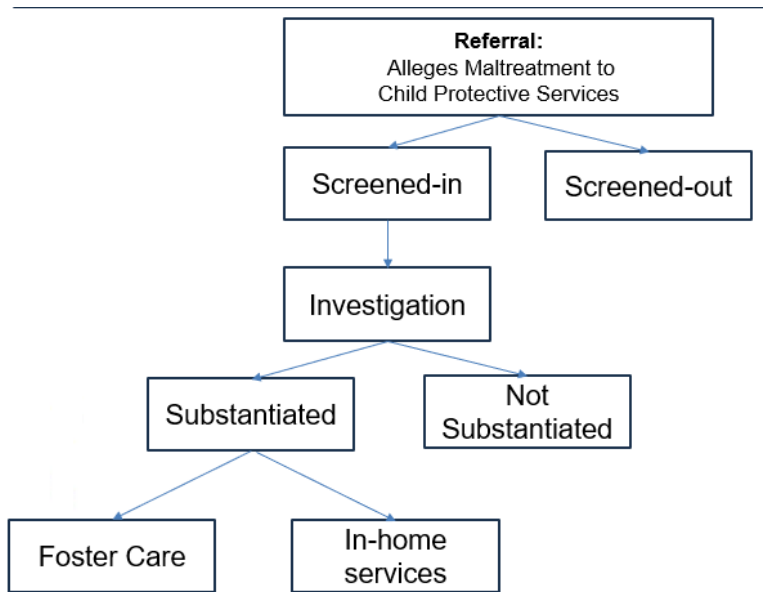 Referral:
Alleges Maltreatment to
Child Protective Services
Screened-in
Screened-out
Investigation
Substantiated
Not
Substantiated
Foster Care
In-home
services